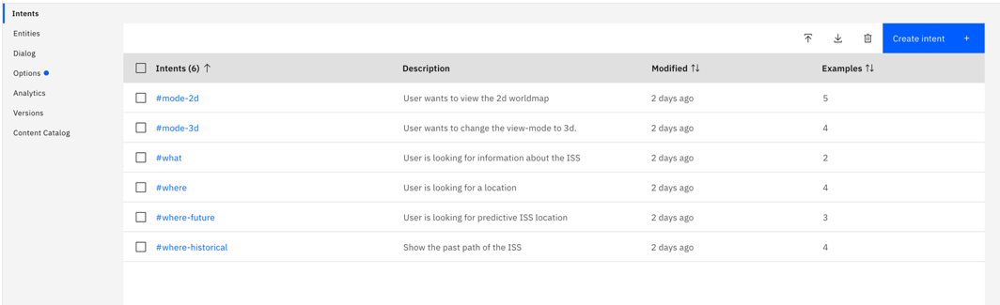 Intents
Entities
Dialog
Options
Analytics
Versions
Content Catalog
Create intent +
Intents (6) ↑ Description Modified ↑↓ Examples ↑↓
#mode-2d User wants to view the 2d worldmap 2 days ago 5
#mode-3d User wants to change the view-mode to 3d. 2 days ago 4
#what User is looking for information about the ISS 2 days ago 2
#where User is looking for a location 2 days ago 4
#where-future User is looking for predictive ISS location 2 days ago 3
#where-historical Show the past path of the ISS 2 days ago 4